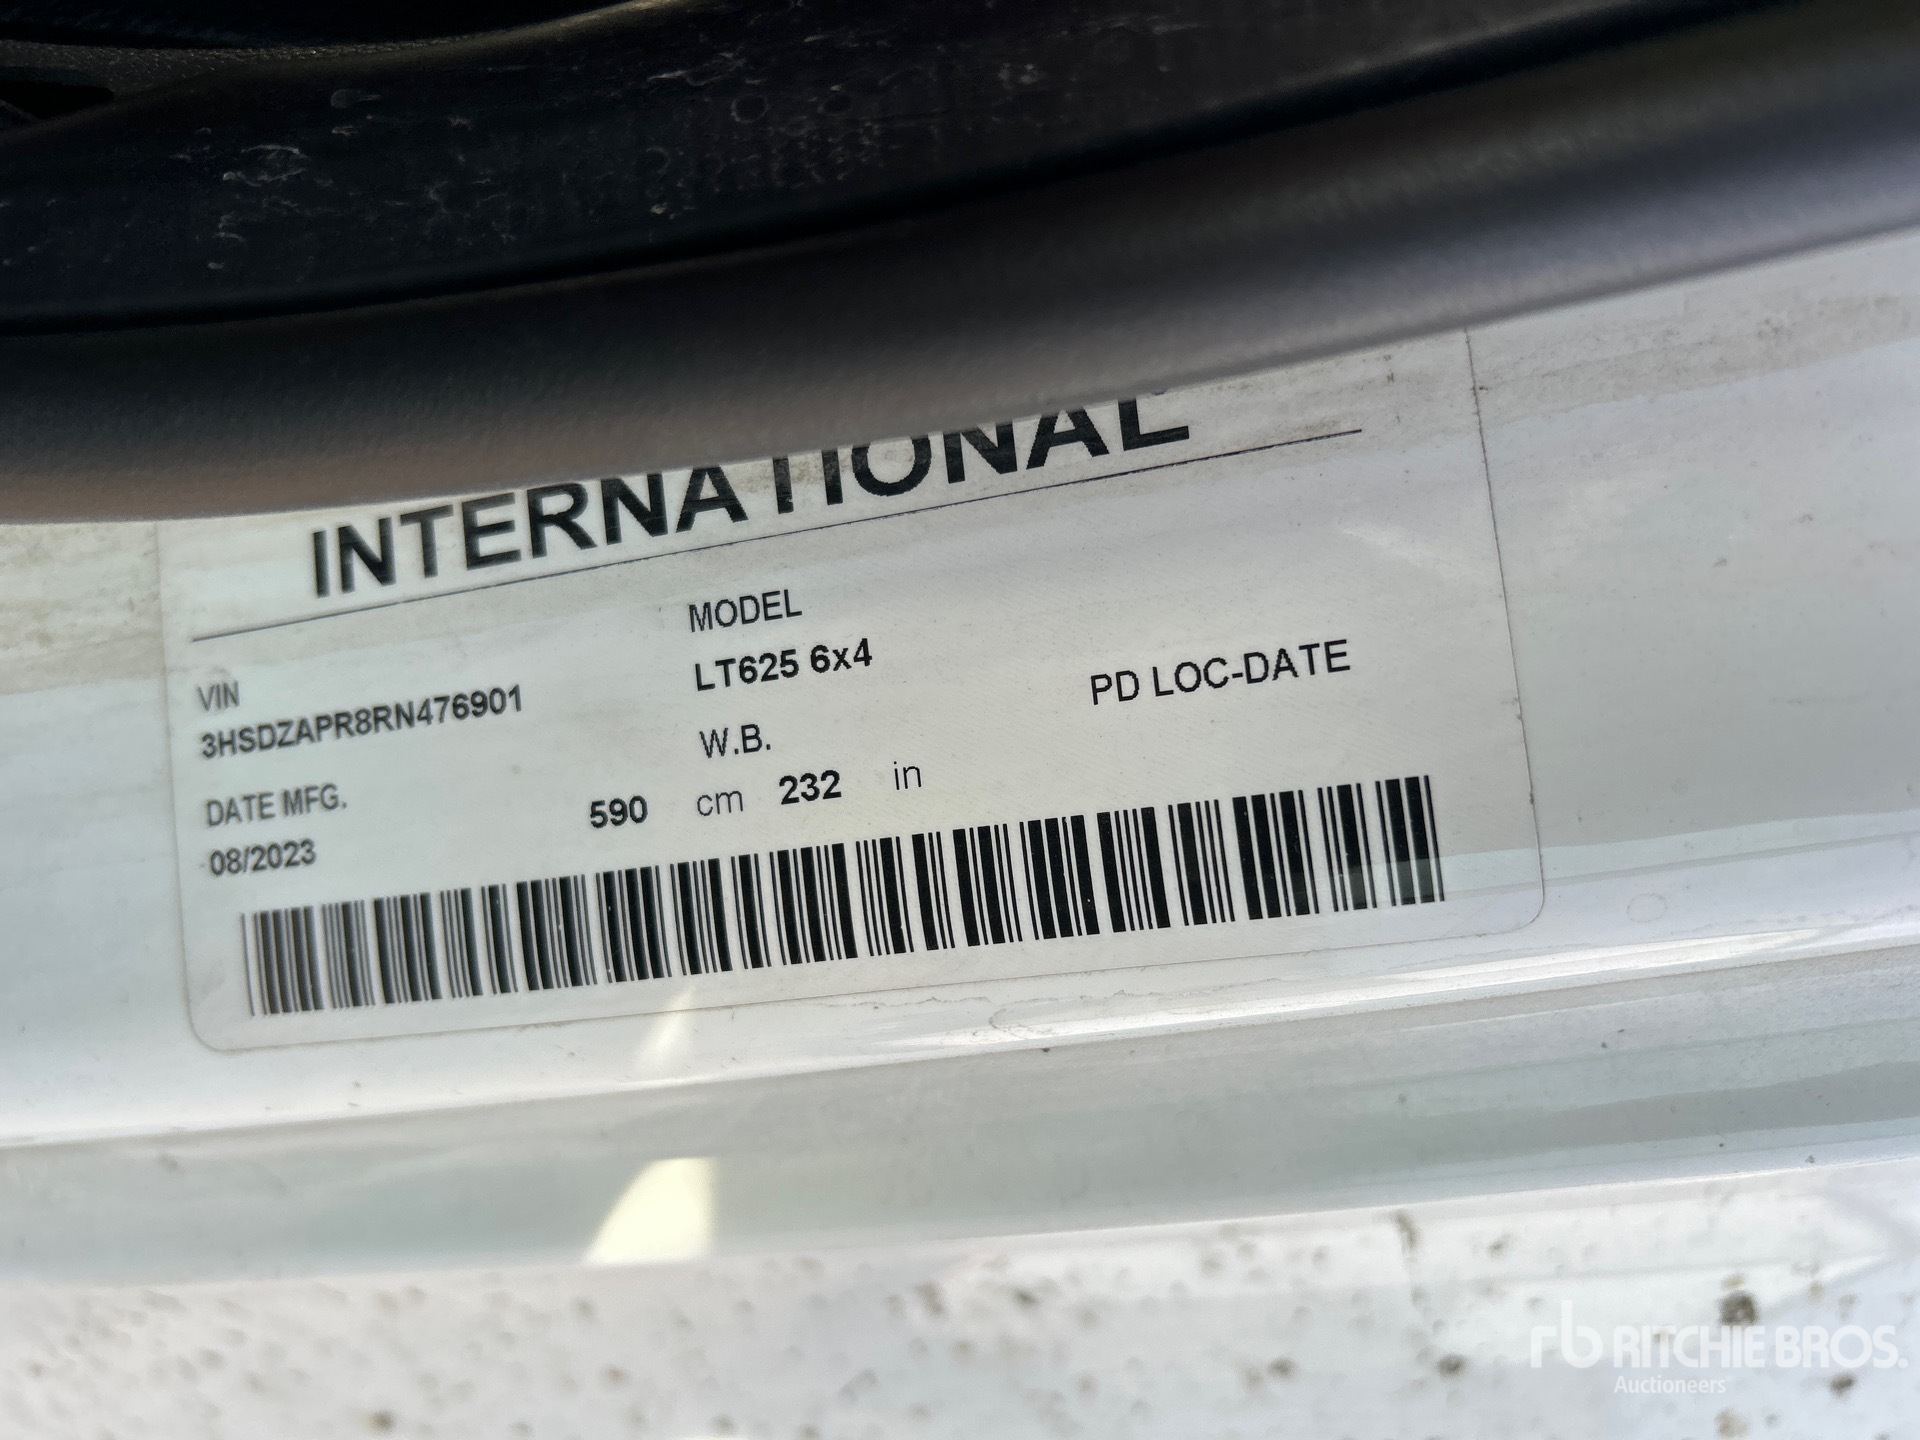 INTERNATIONAL
MODEL
LT625 6x4
VIN
3HSDZAPR8RN476901
PD LOC-DATE
W.B.
DATE MFG.
590 cm 232 in
08/2023
rb RITCHIE BROS.
Auctioneers